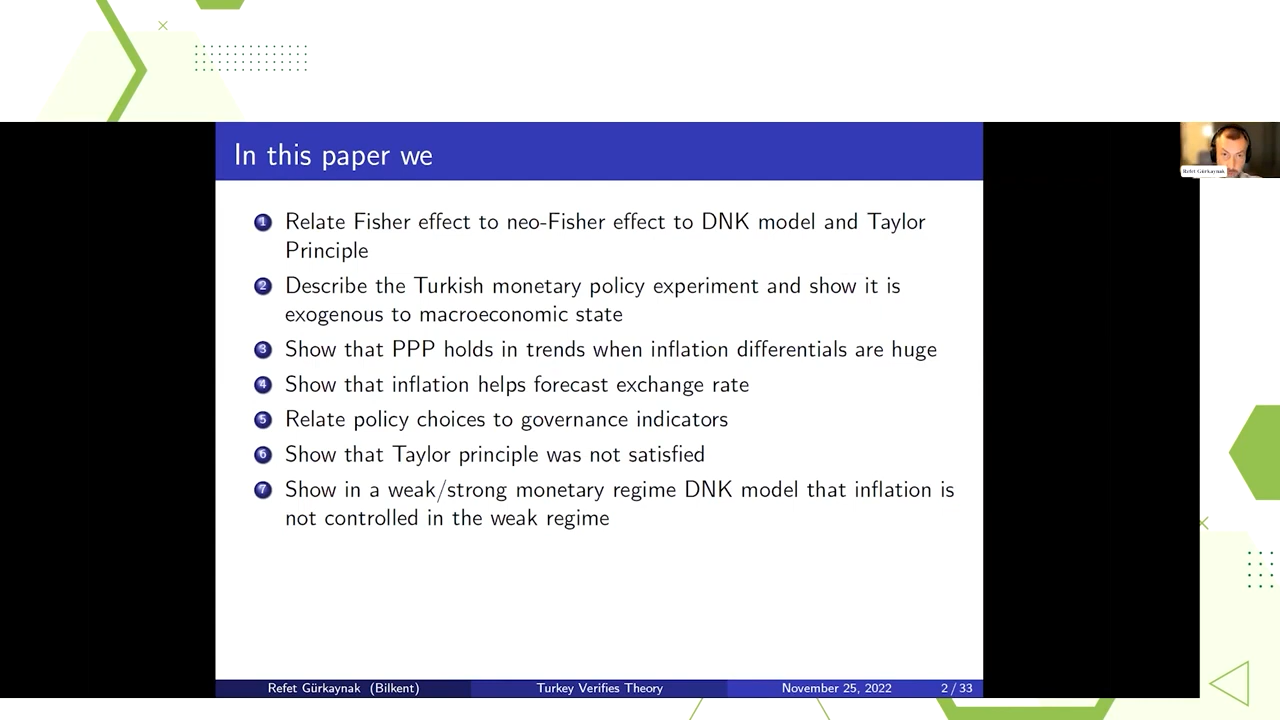 In this paper we
Refet Gürkaynak
1 Relate Fisher effect to neo-Fisher effect to DNK model and Taylor
Principle
2 Describe the Turkish monetary policy experiment and show it is
exogenous to macroeconomic state
3 Show that PPP holds in trends when inflation differentials are huge
4 Show that inflation helps forecast exchange rate
5 Relate policy choices to governance indicators
6 Show that Taylor principle was not satisfied
7 Show in a weak/strong monetary regime DNK model that inflation is
not controlled in the weak regime
Refet Gürkaynak (Bilkent) Turkey Verifies Theory November 25, 2022 2 / 33